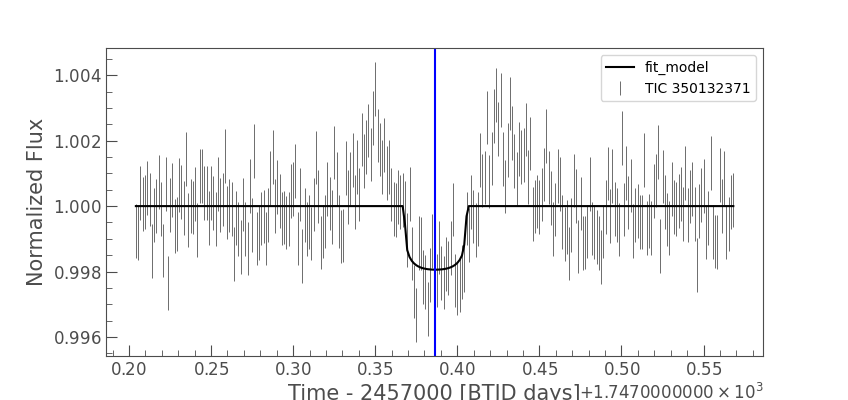 fit_model
TIC 350132371
1.004
1.002
1.000
0.998
0.996
Normalized Flux
0.20 0.25 0.30 0.35 0.40 0.45 0.50 0.55
Time - 2457000 [BTJD days]
+1.7470000000 × 10³